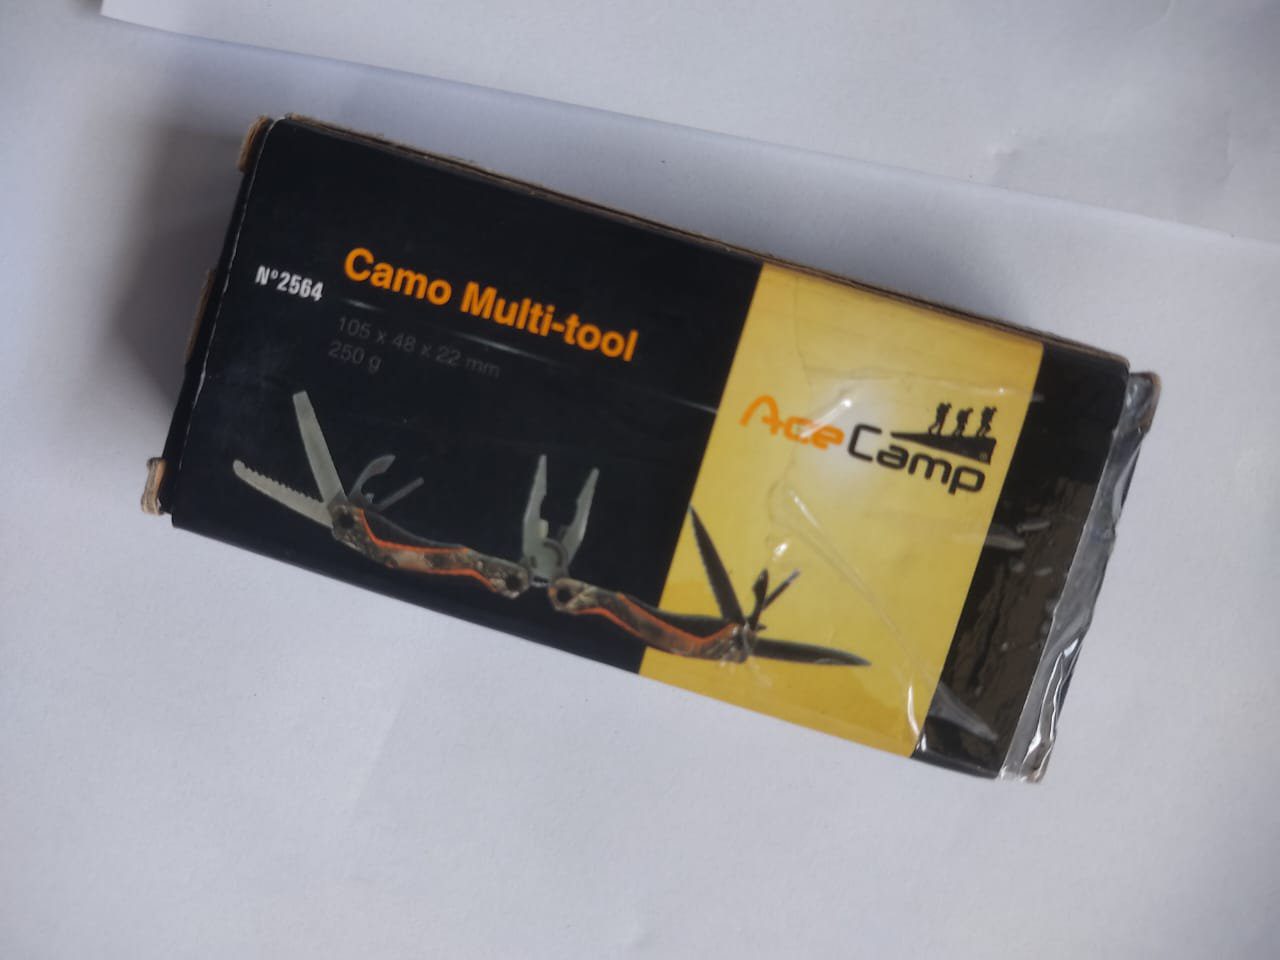 N°2564
Camo Multi-tool
105 x 48 x 22 mm
250 g
AceCamp